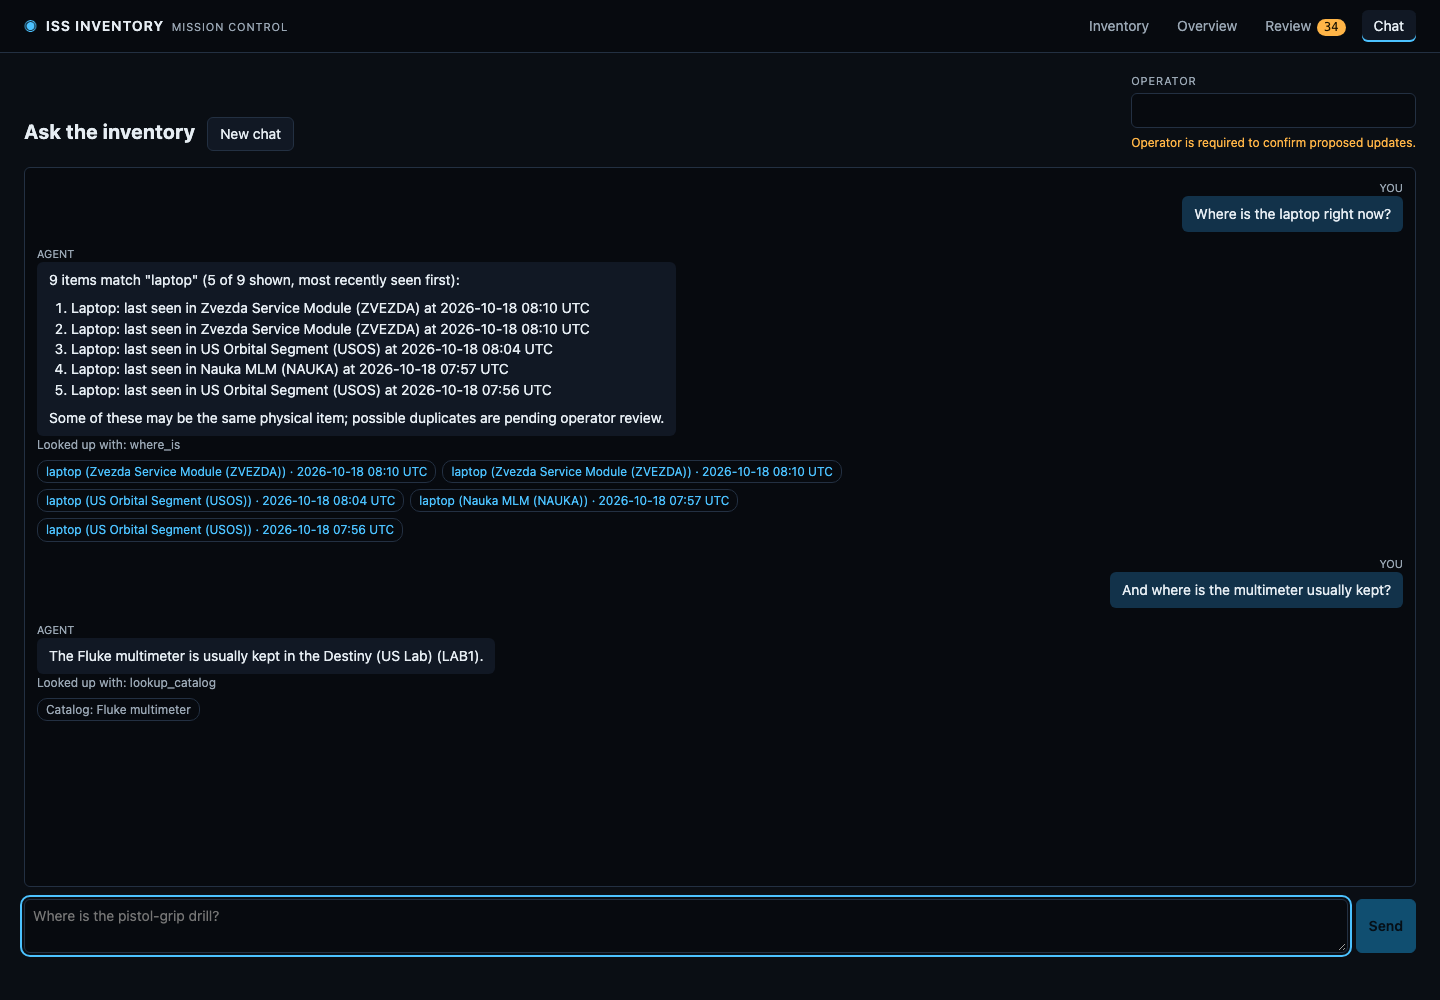 ISS INVENTORY MISSION CONTROL
Inventory
Overview
Review 34
Chat
OPERATOR
Operator is required to confirm proposed updates.
Ask the inventory
New chat
YOU
Where is the laptop right now?
AGENT
9 items match "laptop" (5 of 9 shown, most recently seen first):
1. Laptop: last seen in Zvezda Service Module (ZVEZDA) at 2026-10-18 08:10 UTC
2. Laptop: last seen in Zvezda Service Module (ZVEZDA) at 2026-10-18 08:10 UTC
3. Laptop: last seen in US Orbital Segment (USOS) at 2026-10-18 08:04 UTC
4. Laptop: last seen in Nauka MLM (NAUKA) at 2026-10-18 07:57 UTC
5. Laptop: last seen in US Orbital Segment (USOS) at 2026-10-18 07:56 UTC
Some of these may be the same physical item; possible duplicates are pending operator review.
Looked up with: where_is
laptop (Zvezda Service Module (ZVEZDA)) · 2026-10-18 08:10 UTC
laptop (Zvezda Service Module (ZVEZDA)) · 2026-10-18 08:10 UTC
laptop (US Orbital Segment (USOS)) · 2026-10-18 08:04 UTC
laptop (Nauka MLM (NAUKA)) · 2026-10-18 07:57 UTC
laptop (US Orbital Segment (USOS)) · 2026-10-18 07:56 UTC
YOU
And where is the multimeter usually kept?
AGENT
The Fluke multimeter is usually kept in the Destiny (US Lab) (LAB1).
Looked up with: lookup_catalog
Catalog: Fluke multimeter
Where is the pistol-grip drill?
Send